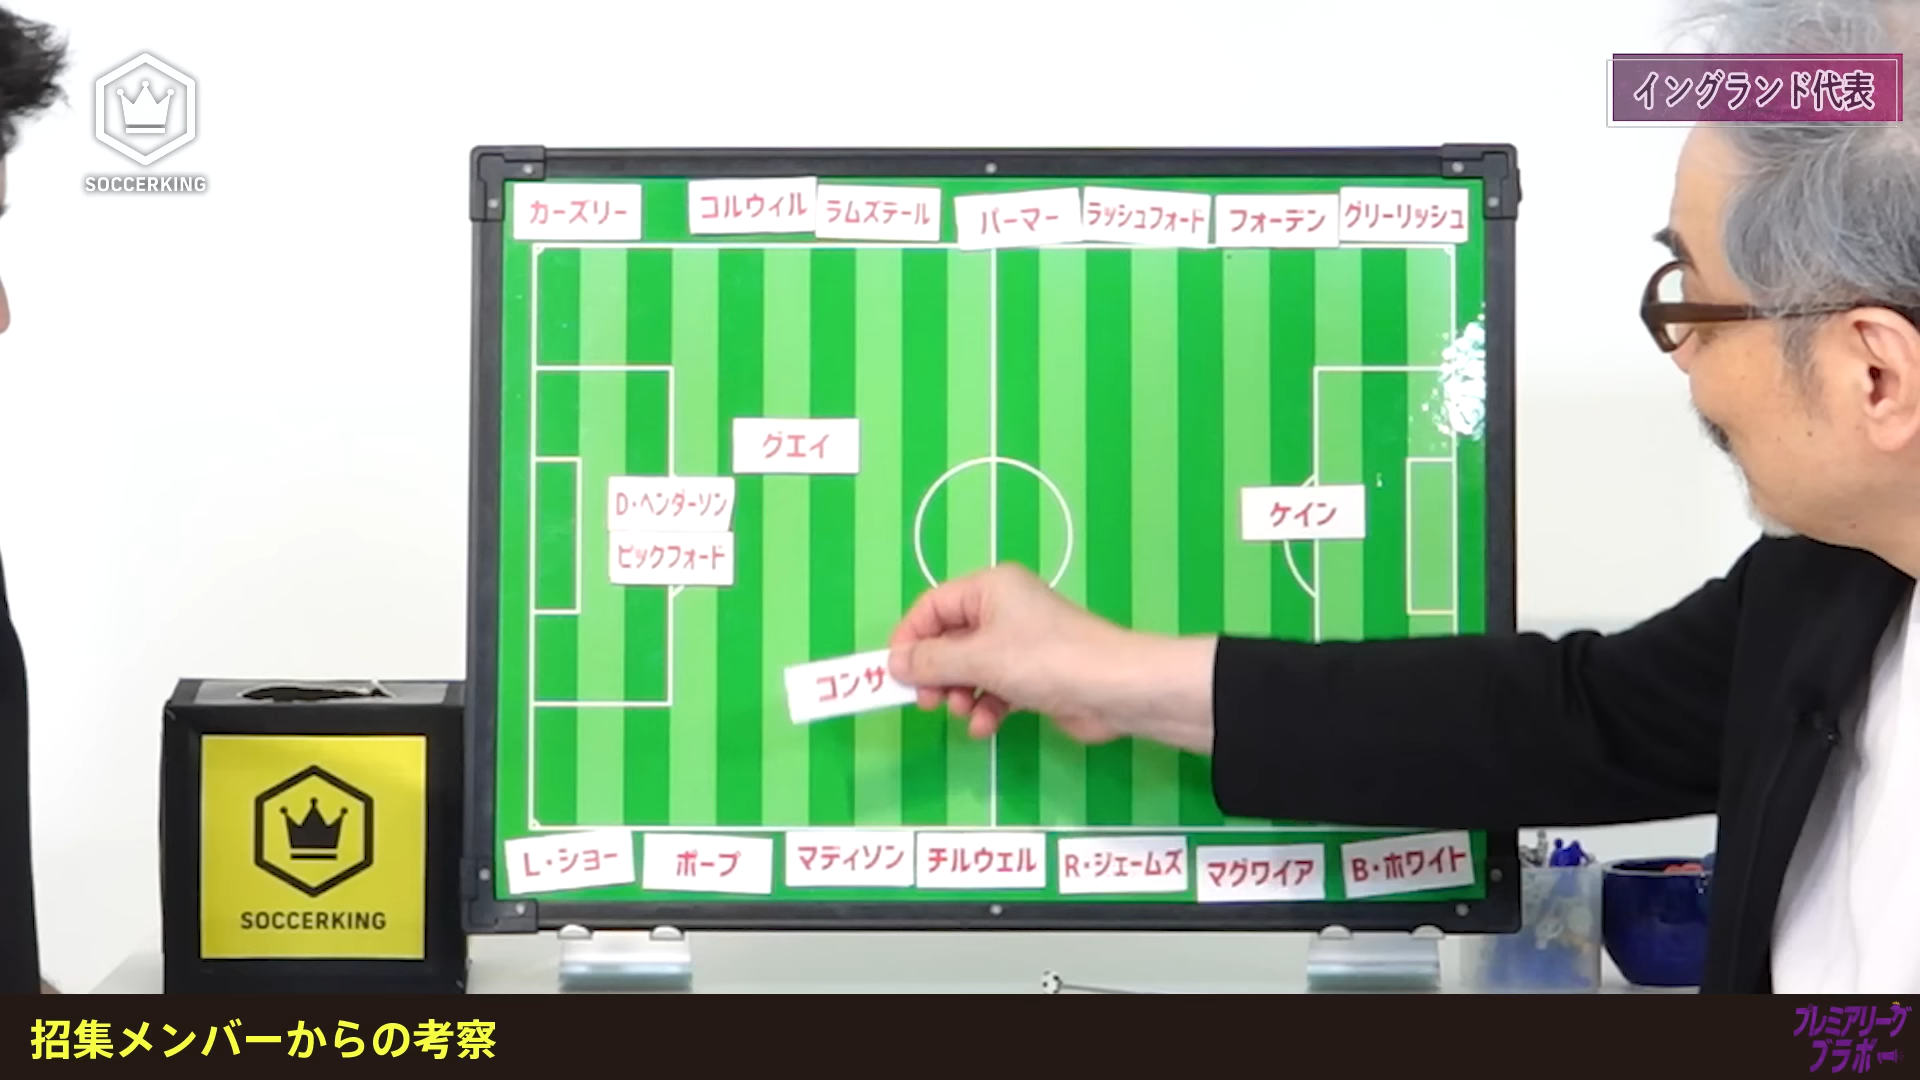 SOCCERKING
イングランド代表
カーズリー
コルウィル
ラムズデール
パーマー
ラッシュフォード
フォーデン
グリーリッシュ
グエイ
D・ヘンダーソン
ピックフォード
ケイン
コンサ
L・ショー
ポープ
マディソン
チルウェル
R・ジェームズ
マグワイア
B・ホワイト
SOCCERKING
招集メンバーからの考察
プレミアリーグ
ブラボー